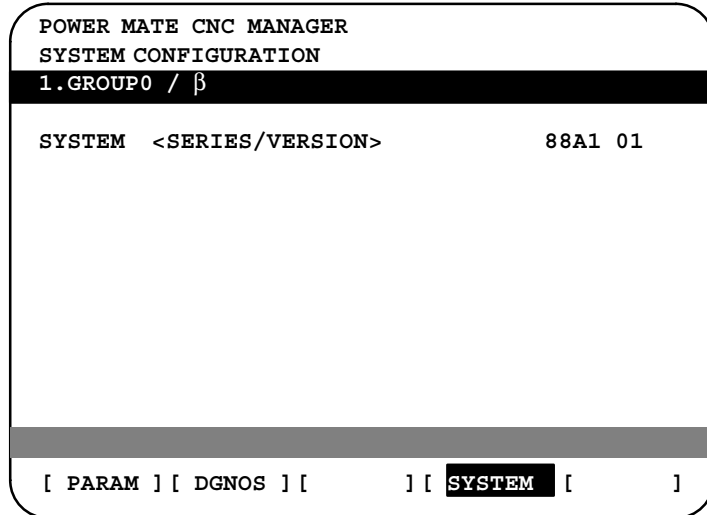 POWER MATE CNC MANAGER
SYSTEM CONFIGURATION
1.GROUP0 / β
SYSTEM <SERIES/VERSION> 88A1 01
[ PARAM ] [ DGNOS ] [ ] [ SYSTEM [ ]